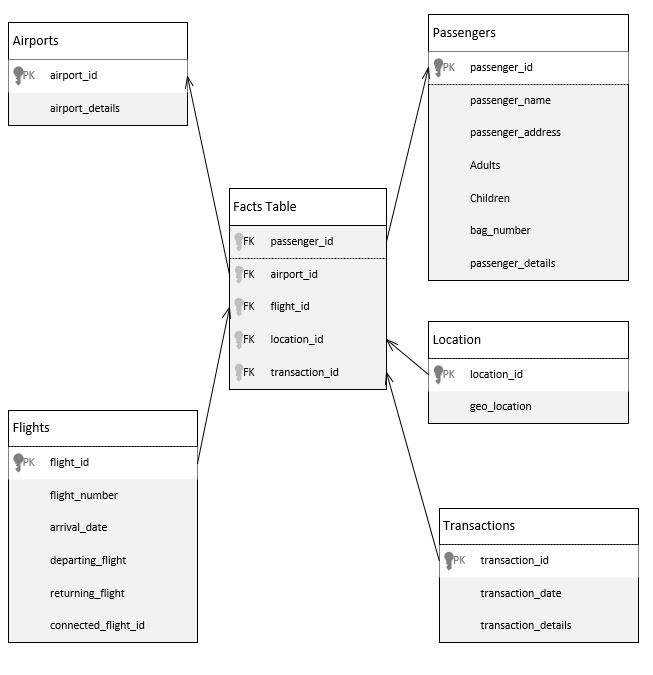 Airports
PK airport_id
airport_details
Passengers
PK passenger_id
passenger_name
passenger_address
Adults
Children
bag_number
passenger_details
Facts Table
FK passenger_id
FK airport_id
FK flight_id
FK location_id
FK transaction_id
Location
PK location_id
geo_location
Flights
PK flight_id
flight_number
arrival_date
departing_flight
returning_flight
connected_flight_id
Transactions
PK transaction_id
transaction_date
transaction_details